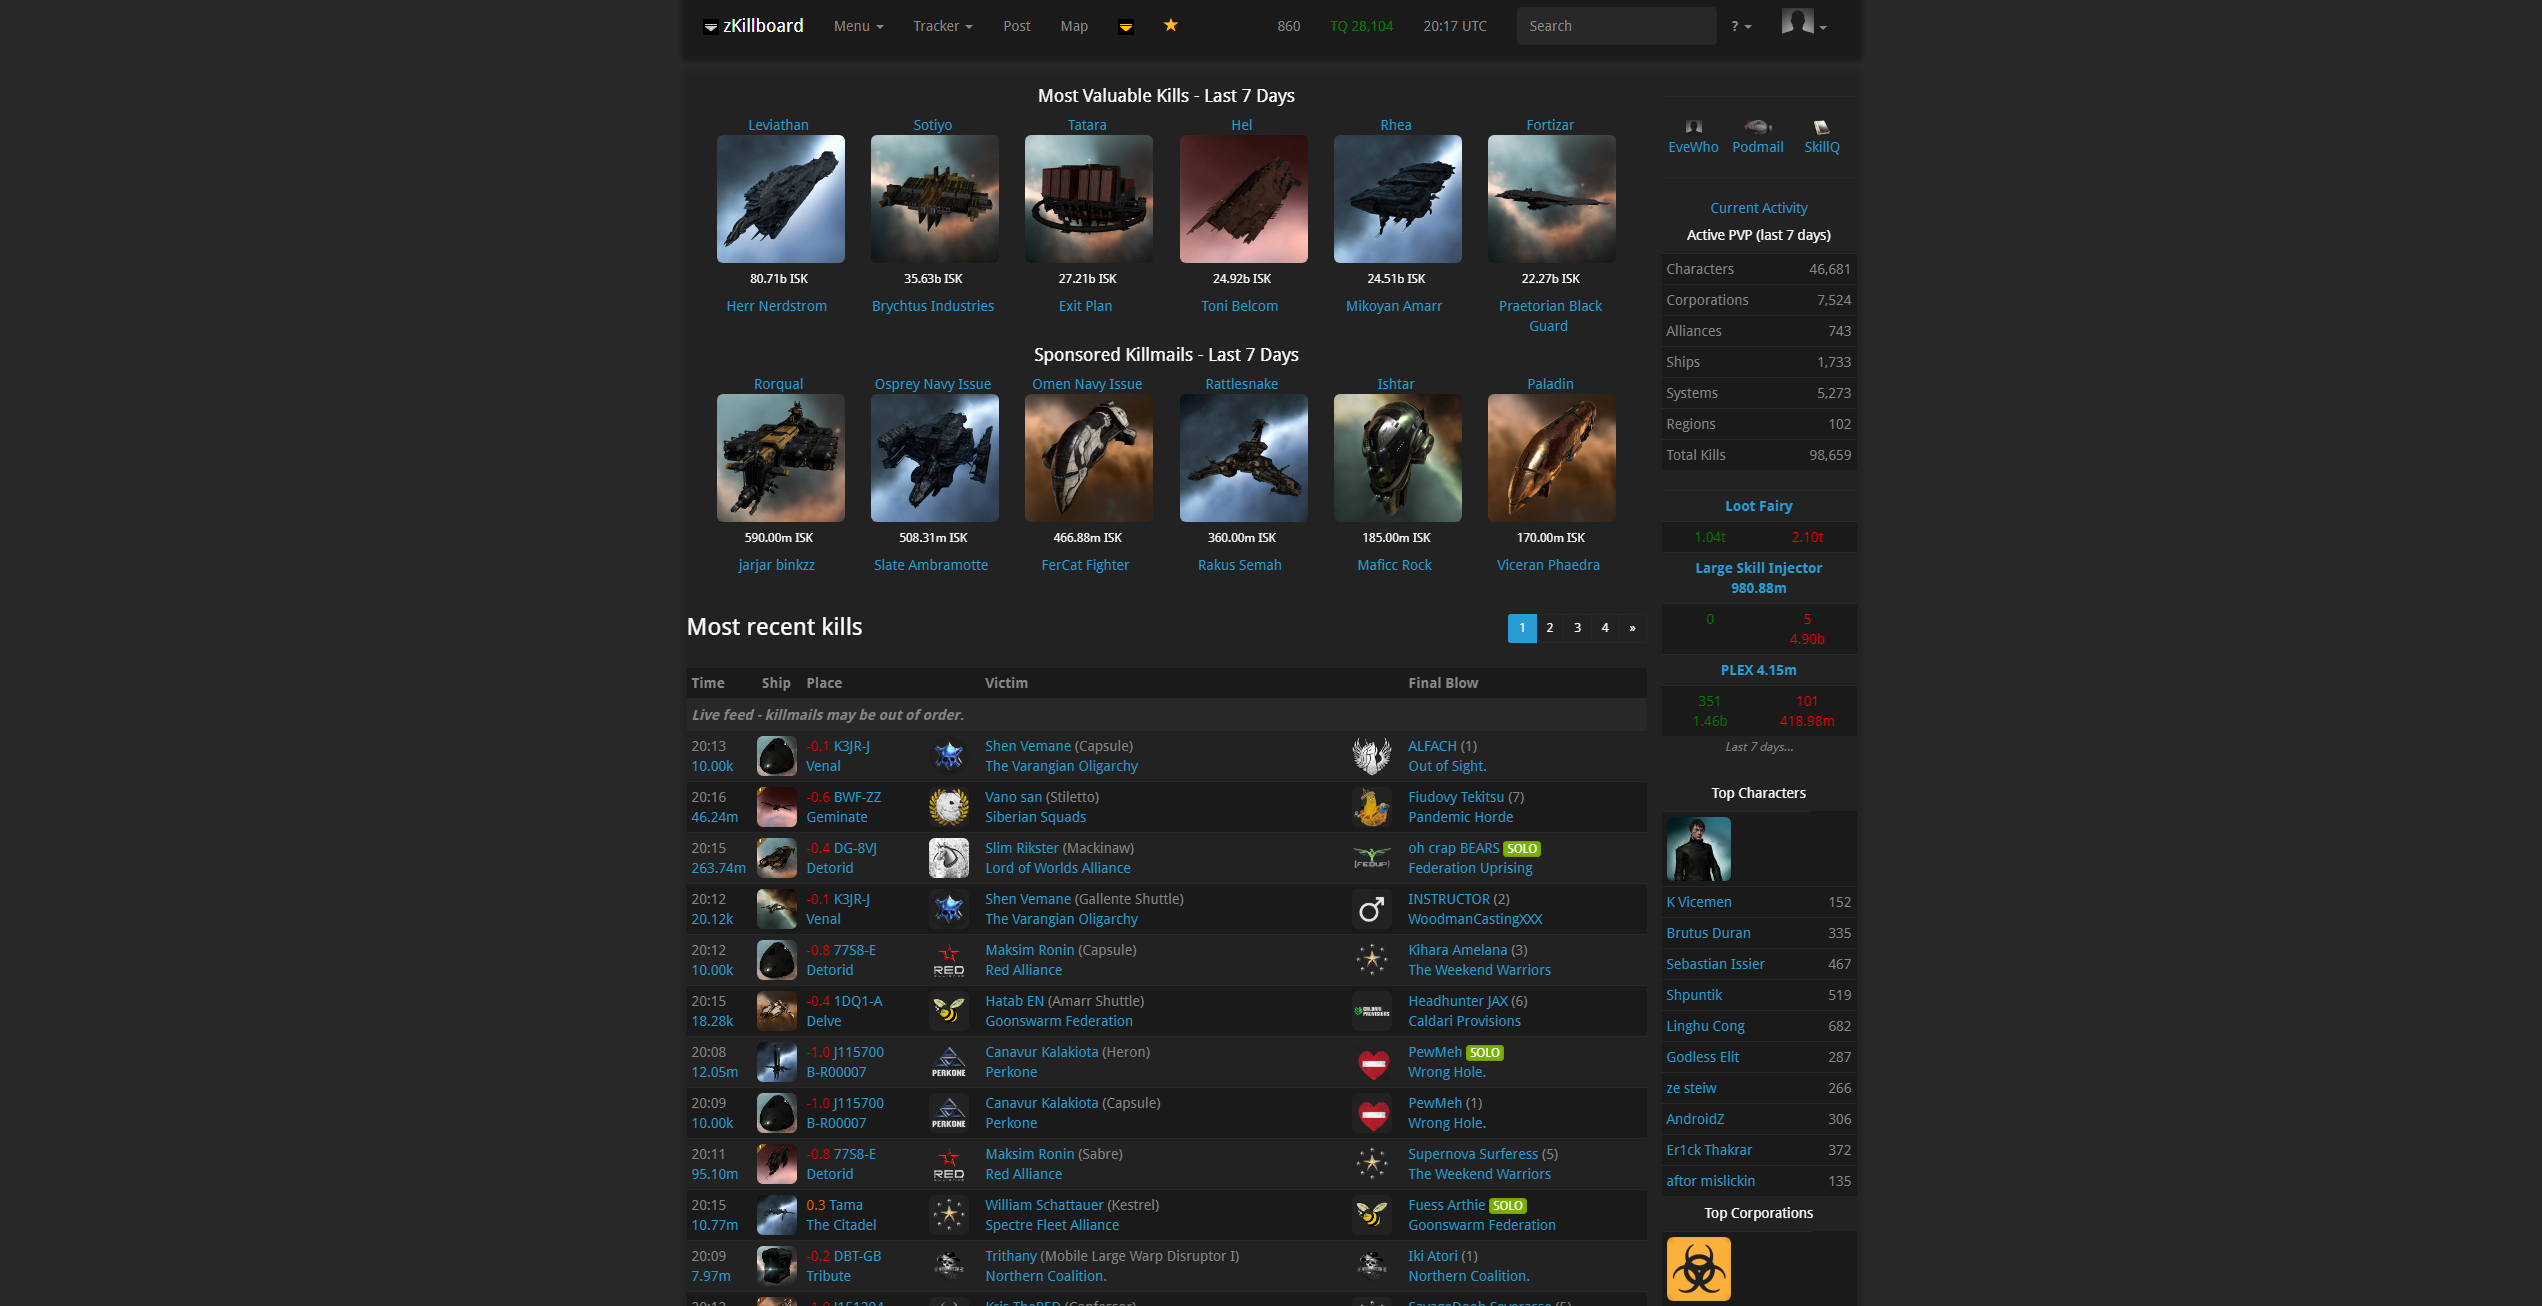 zKillboard Menu Tracker Post Map 860 TQ 28,104 20:17 UTC Search ?
Most Valuable Kills - Last 7 Days
Leviathan Sotiyo Tatara Hel Rhea Fortizar
80.71b ISK 35.63b ISK 27.21b ISK 24.92b ISK 24.51b ISK 22.27b ISK
Herr Nerdstrom Brychtus Industries Exit Plan Toni Belcom Mikoyan Amarr Praetorian Black
Guard
Sponsored Killmails - Last 7 Days
Rorqual Osprey Navy Issue Omen Navy Issue Rattlesnake Ishtar Paladin
590.00m ISK 508.31m ISK 466.88m ISK 360.00m ISK 185.00m ISK 170.00m ISK
jarjar binkzz Slate Ambramotte FerCat Fighter Rakus Semah Maficc Rock Viceran Phaedra
Most recent kills 1 2 3 4 »
Time Ship Place Victim Final Blow
Live feed - killmails may be out of order.
20:13 -0.1 K3JR-J Shen Vemane (Capsule) ALFACH (1)
10.00k Venal The Varangian Oligarchy Out of Sight.
20:16 -0.6 BWF-ZZ Vano san (Stiletto) Fiudovy Tekitsu (7)
46.24m Geminate Siberian Squads Pandemic Horde
20:15 -0.4 DG-8VJ Slim Rikster (Mackinaw) oh crap BEARS SOLO
263.74m Detorid Lord of Worlds Alliance [FEDUP] Federation Uprising
20:12 -0.1 K3JR-J Shen Vemane (Gallente Shuttle) INSTRUCTOR (2)
20.12k Venal The Varangian Oligarchy WoodmanCastingXXX
20:12 -0.8 77S8-E Maksim Ronin (Capsule) Kihara Amelana (3)
10.00k Detorid RED Red Alliance The Weekend Warriors
20:15 -0.4 1DQ1-A Hatab EN (Amarr Shuttle) Headhunter JAX (6)
18.28k Delve Goonswarm Federation CALDARI PROVISIONS Caldari Provisions
20:08 -1.0 J115700 Canavur Kalakiota (Heron) PewMeh SOLO
12.05m B-R00007 PERKONE Perkone Wrong Hole.
20:09 -1.0 J115700 Canavur Kalakiota (Capsule) PewMeh (1)
10.00k B-R00007 PERKONE Perkone Wrong Hole.
20:11 -0.8 77S8-E Maksim Ronin (Sabre) Supernova Surferess (5)
95.10m Detorid RED Red Alliance The Weekend Warriors
20:15 0.3 Tama William Schattauer (Kestrel) Fuess Arthie SOLO
10.77m The Citadel Spectre Fleet Alliance Goonswarm Federation
20:09 -0.2 DBT-GB Trithany (Mobile Large Warp Disruptor I) Iki Atori (1)
7.97m Tribute Northern Coalition. Northern Coalition.
EveWho Podmail SkillQ
Current Activity
Active PVP (last 7 days)
Characters 46,681
Corporations 7,524
Alliances 743
Ships 1,733
Systems 5,273
Regions 102
Total Kills 98,659
Loot Fairy
1.04t 2.10t
Large Skill Injector
980.88m
0 5
4.90b
PLEX 4.15m
351 101
1.46b 418.98m
Last 7 days...
Top Characters
K Vicemen 152
Brutus Duran 335
Sebastian Issier 467
Shpuntik 519
Linghu Cong 682
Godless Elit 287
ze steiw 266
AndroidZ 306
Er1ck Thakrar 372
aftor mislickin 135
Top Corporations